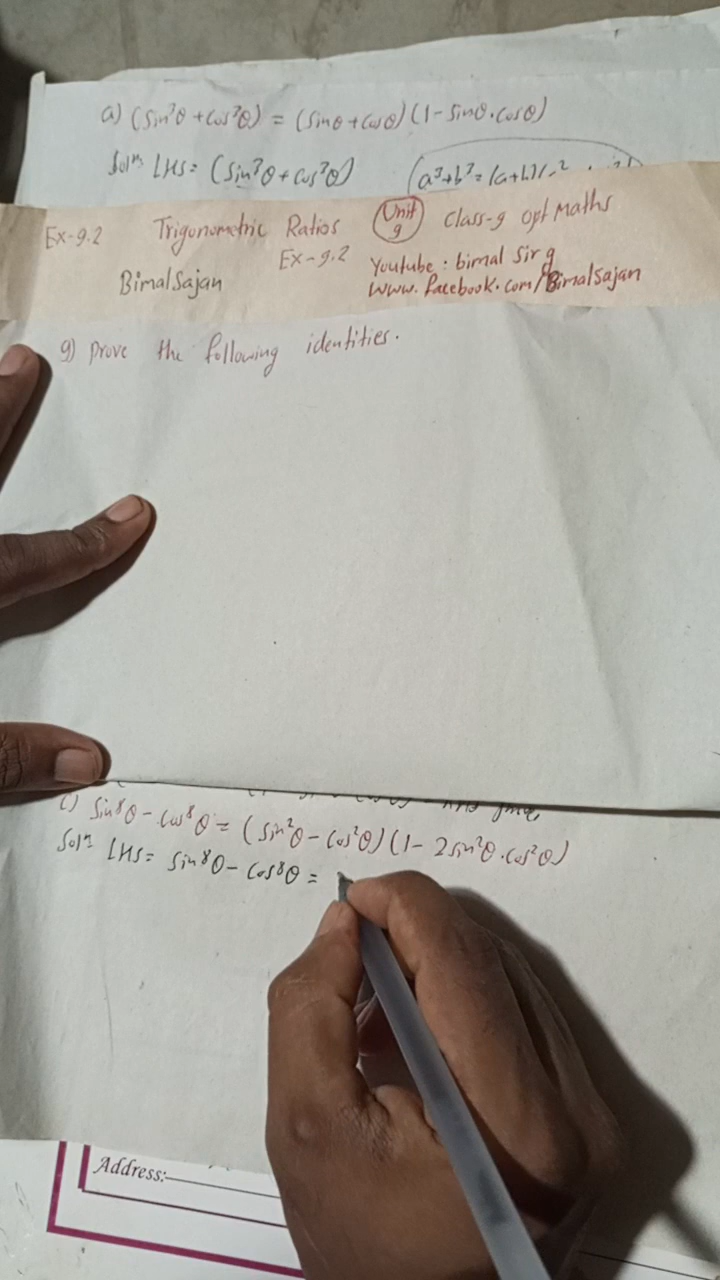 a) (Sin³θ + Cos³θ) = (Sinθ + Cosθ) (1 - Sinθ.Cosθ)
Solⁿ LHS = (Sin³θ + Cos³θ) (a³+b³ = (a+b)(
Ex-9.2 Trigonometric Ratios Unit 9 Class-9 Opt Maths
Ex-9.2 Youtube : bimal Sir g
BimalSajan www.facebook.com/BimalSajan
9) Prove the following identities.
c) Sin⁸θ - Cos⁸θ = (Sin²θ - Cos²θ) (1 - 2Sin²θ.Cos²θ)
Solⁿ LHS = Sin⁸θ - Cos⁸θ =
Address: